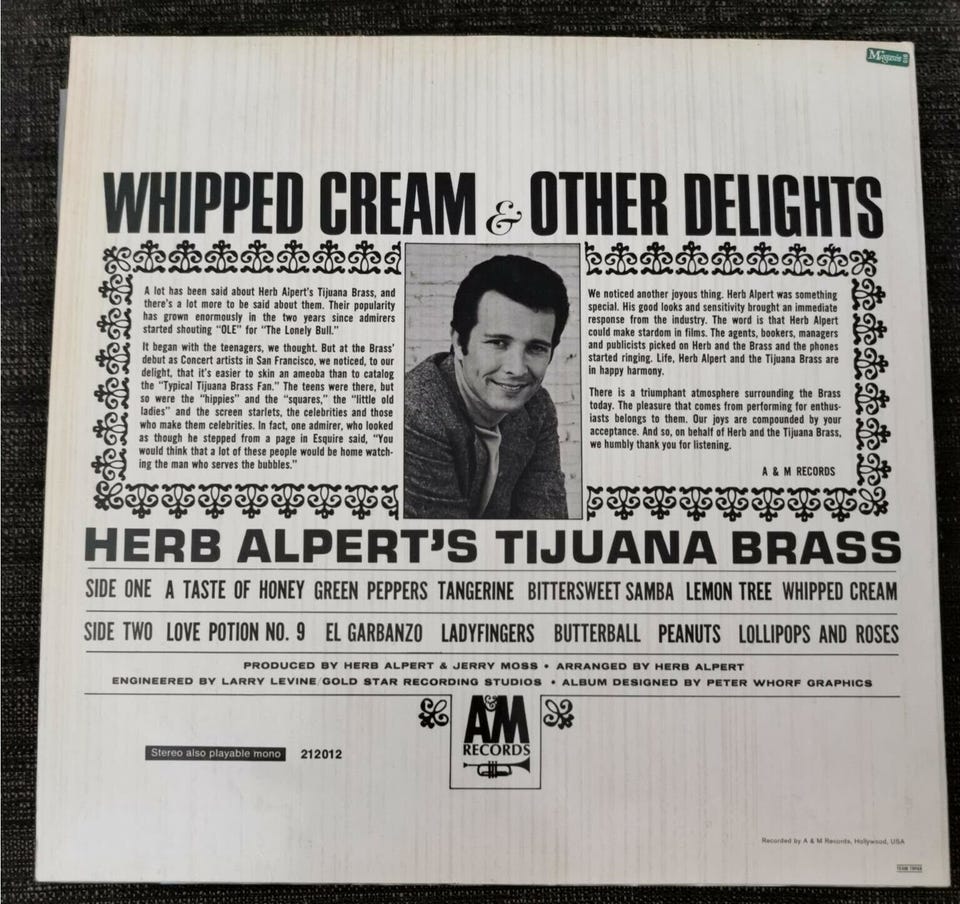 WHIPPED CREAM & OTHER DELIGHTS
A lot has been said about Herb Alpert's Tijuana Brass, and
there's a lot more to be said about them. Their popularity
has grown enormously in the two years since admirers
started shouting "OLE" for "The Lonely Bull."
It began with the teenagers, we thought. But at the Brass'
debut as Concert artists in San Francisco, we noticed, to our
delight, that it's easier to skin an ameoba than to catalog
the "Typical Tijuana Brass Fan." The teens were there, but
so were the "hippies" and the "squares," the "little old
ladies" and the screen starlets, the celebrities and those
who make them celebrities. In fact, one admirer, who looked
as though he stepped from a page in Esquire said, "You
would think that a lot of these people would be home watch-
ing the man who serves the bubbles."
We noticed another joyous thing. Herb Alpert was something
special. His good looks and sensitivity brought an immediate
response from the industry. The word is that Herb Alpert
could make stardom in films. The agents, bookers, managers
and publicists picked on Herb and the Brass and the phones
started ringing. Life, Herb Alpert and the Tijuana Brass are
in happy harmony.
There is a triumphant atmosphere surrounding the Brass
today. The pleasure that comes from performing for enthus-
iasts belongs to them. Our joys are compounded by your
acceptance. And so, on behalf of Herb and the Tijuana Brass,
we humbly thank you for listening.
A & M RECORDS
HERB ALPERT'S TIJUANA BRASS
SIDE ONE A TASTE OF HONEY GREEN PEPPERS TANGERINE BITTERSWEET SAMBA LEMON TREE WHIPPED CREAM
SIDE TWO LOVE POTION NO. 9 EL GARBANZO LADYFINGERS BUTTERBALL PEANUTS LOLLIPOPS AND ROSES
PRODUCED BY HERB ALPERT & JERRY MOSS • ARRANGED BY HERB ALPERT
ENGINEERED BY LARRY LEVINE/GOLD STAR RECORDING STUDIOS • ALBUM DESIGNED BY PETER WHORF GRAPHICS
A&M
RECORDS
Stereo also playable mono 212012
Recorded by A & M Records, Hollywood, USA